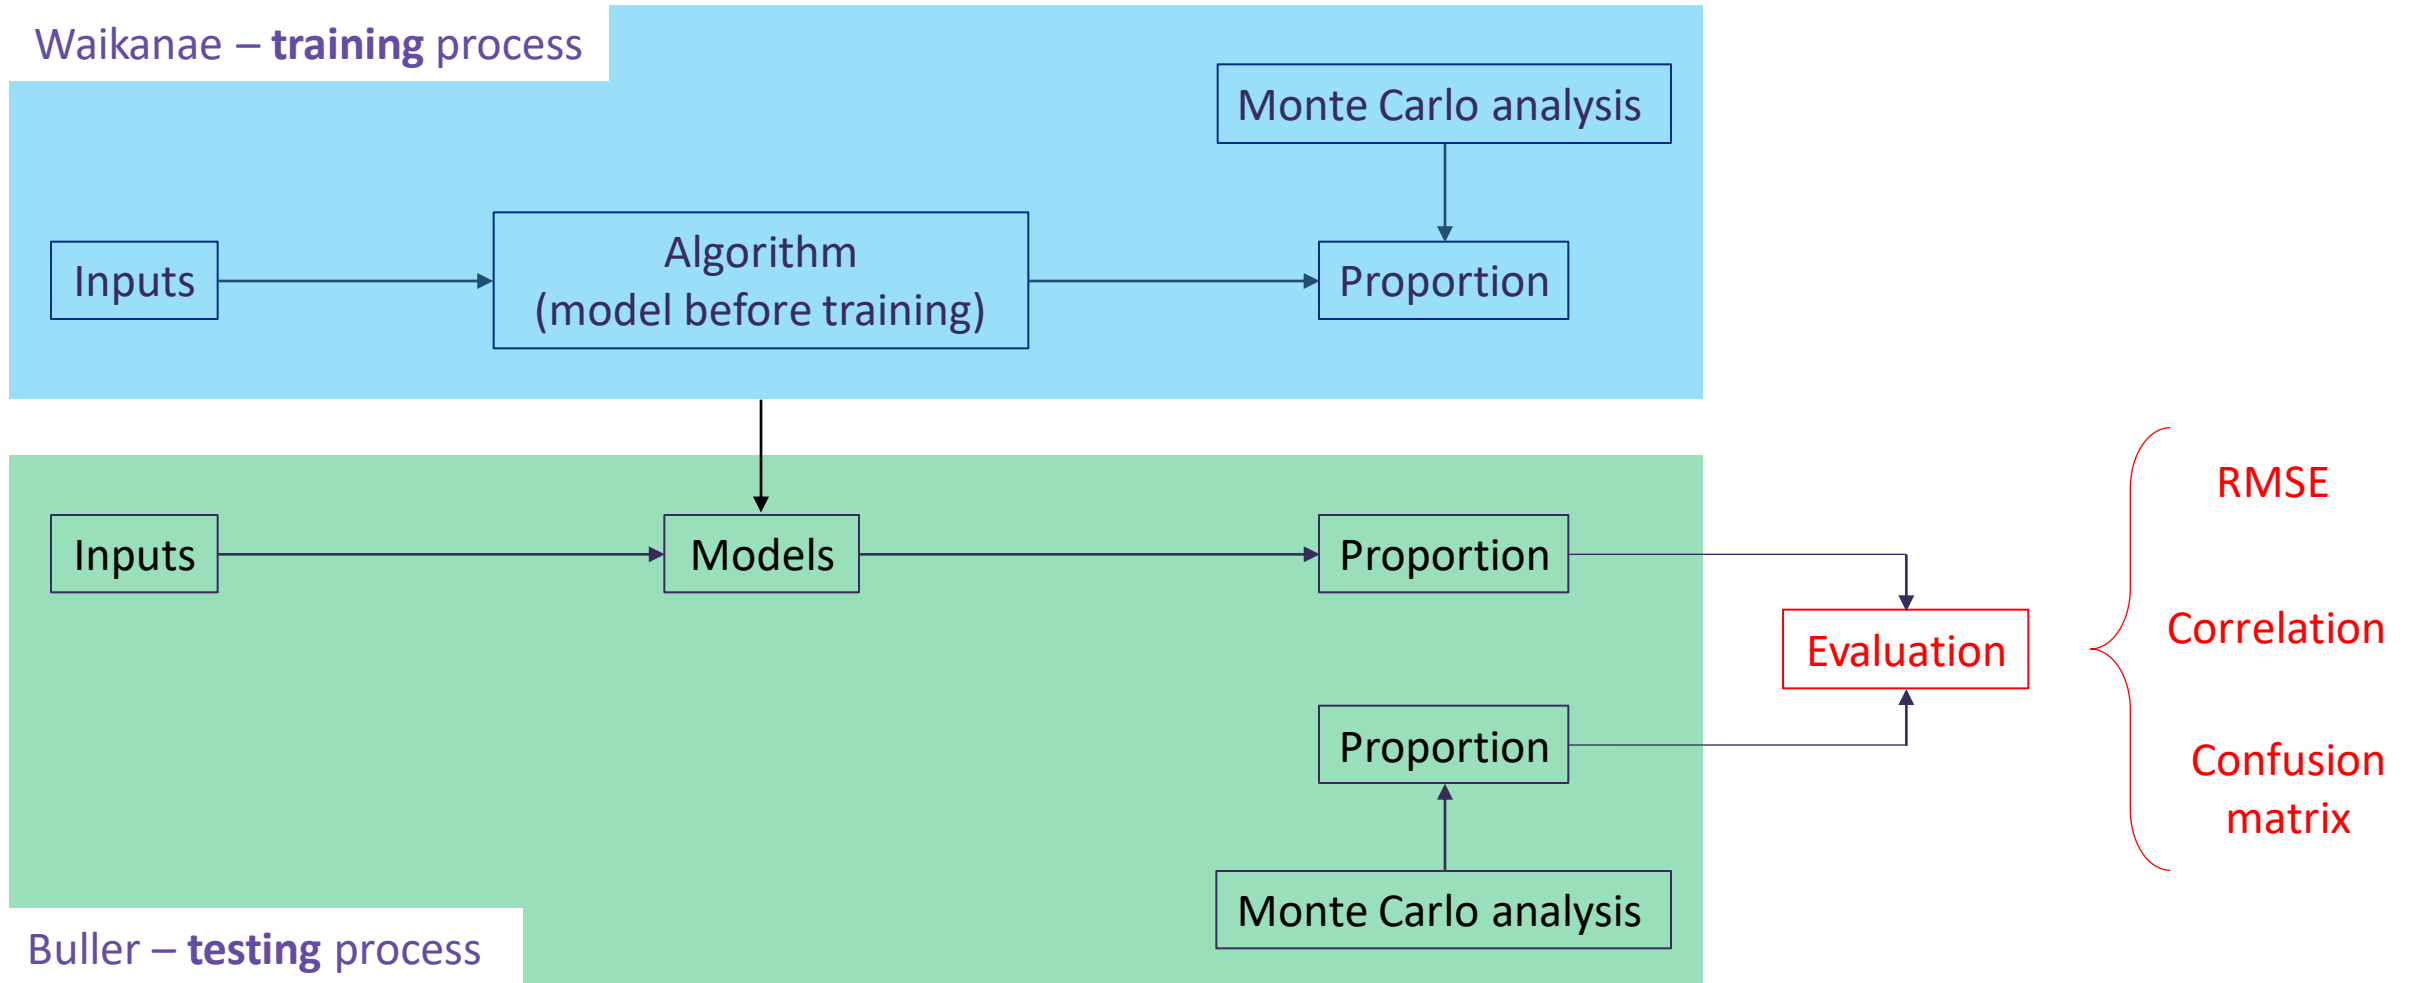 Waikanae – training process
Monte Carlo analysis
Inputs
Algorithm
(model before training)
Proportion
Inputs
Models
Proportion
Evaluation
Proportion
Monte Carlo analysis
Buller – testing process
RMSE
Correlation
Confusion
matrix